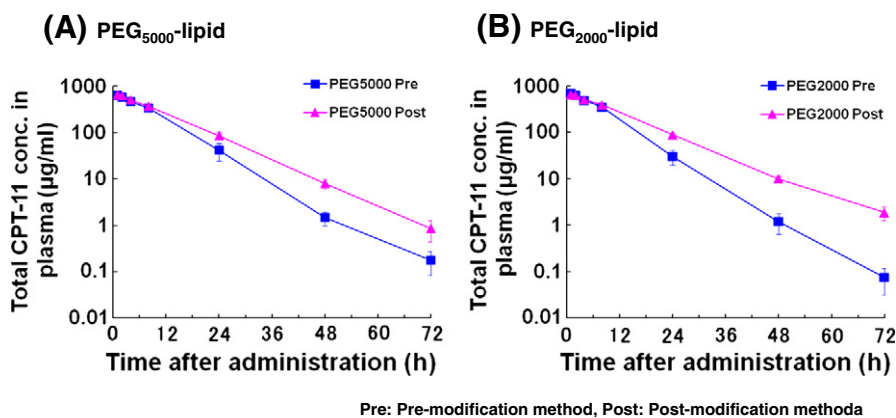 (A) PEG5000-lipid
Total CPT-11 conc. in
plasma (μg/ml)
1000
100
10
1
0.1
0.01
PEG5000 Pre
PEG5000 Post
0 12 24 36 48 60 72
Time after administration (h)
(B) PEG2000-lipid
Total CPT-11 conc. in
plasma (μg/ml)
1000
100
10
1
0.1
0.01
PEG2000 Pre
PEG2000 Post
0 12 24 36 48 60 72
Time after administration (h)
Pre: Pre-modification method, Post: Post-modification methoda